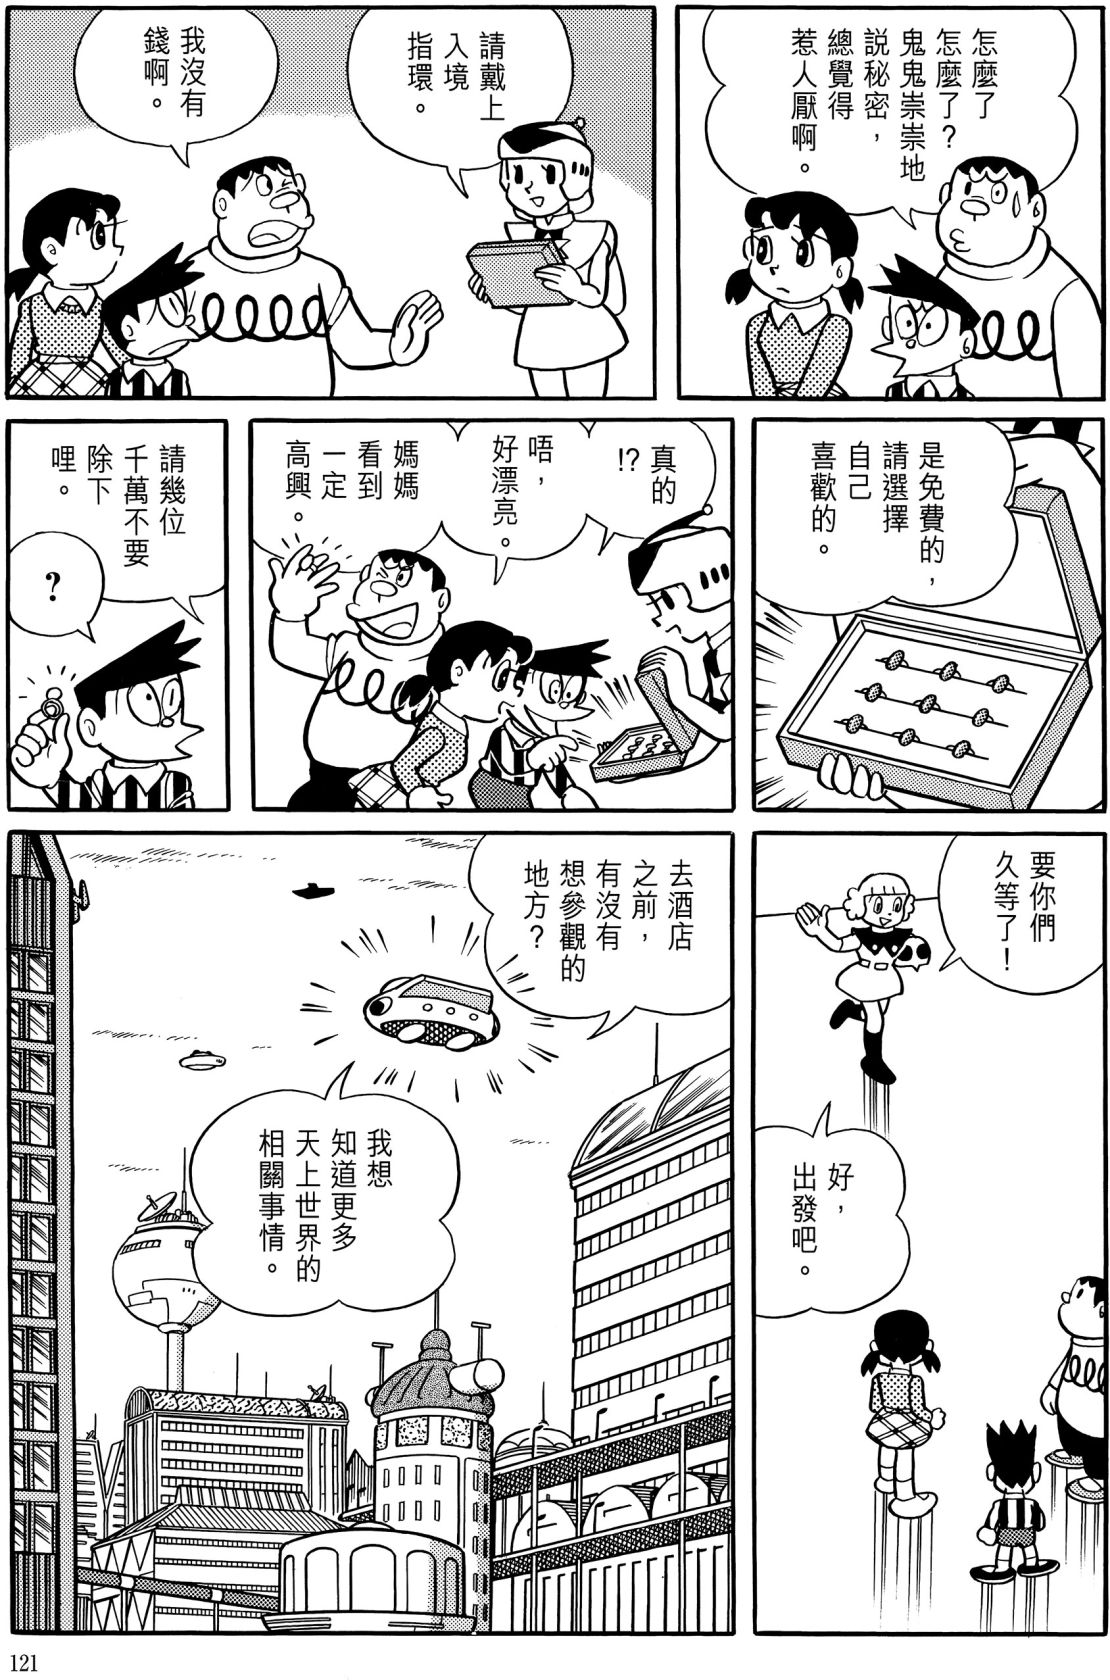 怎麼了
怎麼了？
鬼鬼祟祟地
說秘密，
總覺得
惹人厭啊。
請戴上
入境
指環。
我沒有
錢啊。
是免費的，
請選擇
自己
喜歡的。
真的
!?
唔，
好漂亮。
媽媽
看到
一定
高興。
請幾位
千萬不要
除下
哩。
？
要你們
久等了！
好，
出發吧。
去酒店
之前，
有沒有
想參觀的
地方？
我想
知道更多
天上世界的
相關事情。
121